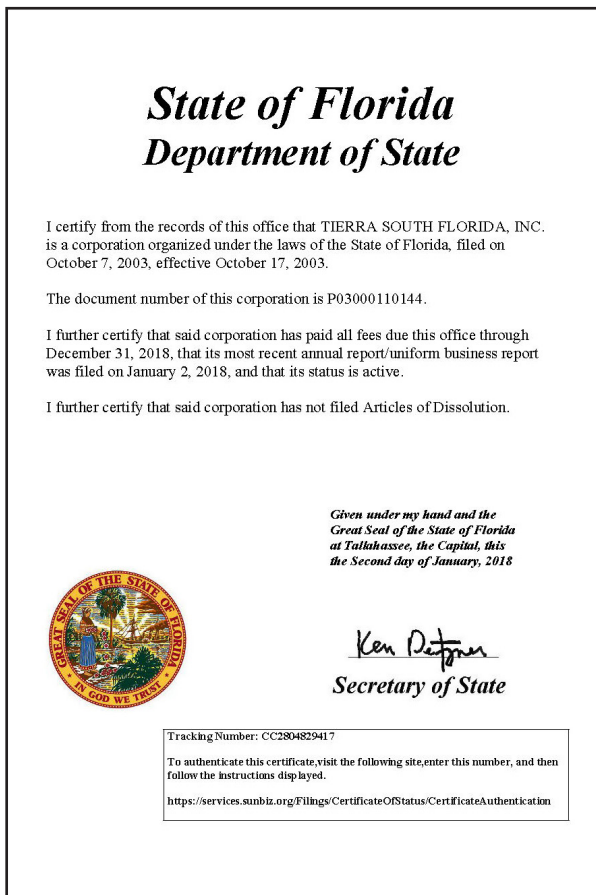 State of Florida
Department of State
I certify from the records of this office that TIERRA SOUTH FLORIDA, INC.
is a corporation organized under the laws of the State of Florida, filed on
October 7, 2003, effective October 17, 2003.
The document number of this corporation is P03000110144.
I further certify that said corporation has paid all fees due this office through
December 31, 2018, that its most recent annual report/uniform business report
was filed on January 2, 2018, and that its status is active.
I further certify that said corporation has not filed Articles of Dissolution.
Given under my hand and the
Great Seal of the State of Florida
at Tallahassee, the Capital, this
the Second day of January, 2018
GREAT SEAL OF THE STATE OF FLORIDA
IN GOD WE TRUST
Ken Detzner
Secretary of State
Tracking Number: CC2804829417
To authenticate this certificate,visit the following site,enter this number, and then
follow the instructions displayed.
https://services.sunbiz.org/Filings/CertificateOfStatus/CertificateAuthentication